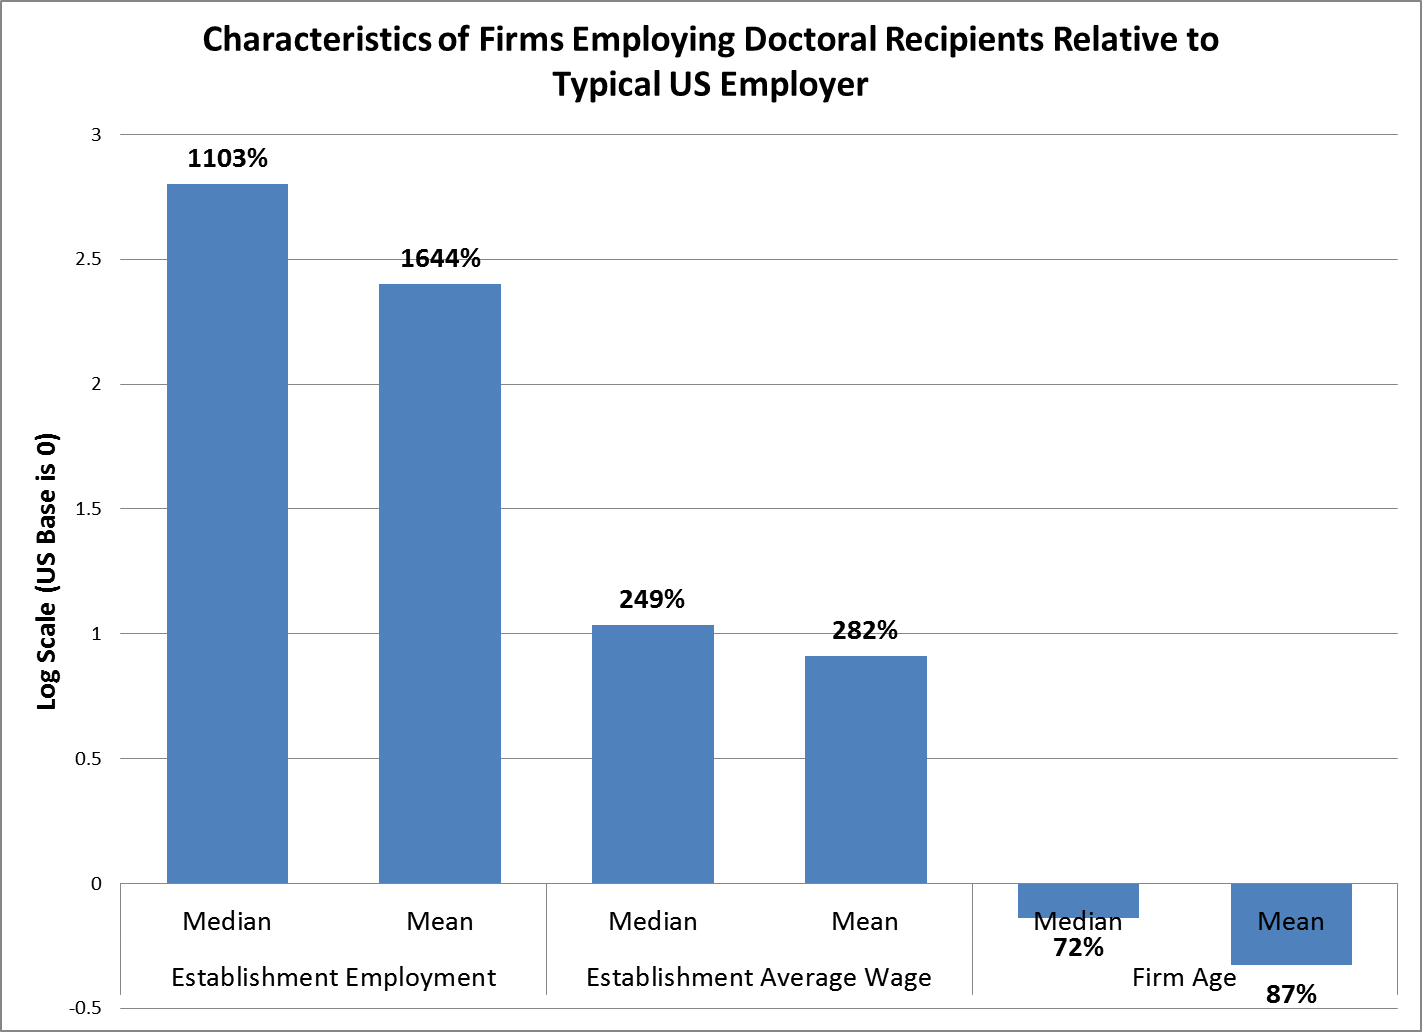 Characteristics of Firms Employing Doctoral Recipients Relative to
Typical US Employer
Log Scale (US Base is 0)
3
2.5
2
1.5
1
0.5
0
-0.5
1103%
1644%
249%
282%
72%
87%
Median
Mean
Median
Mean
Median
Mean
Establishment Employment
Establishment Average Wage
Firm Age